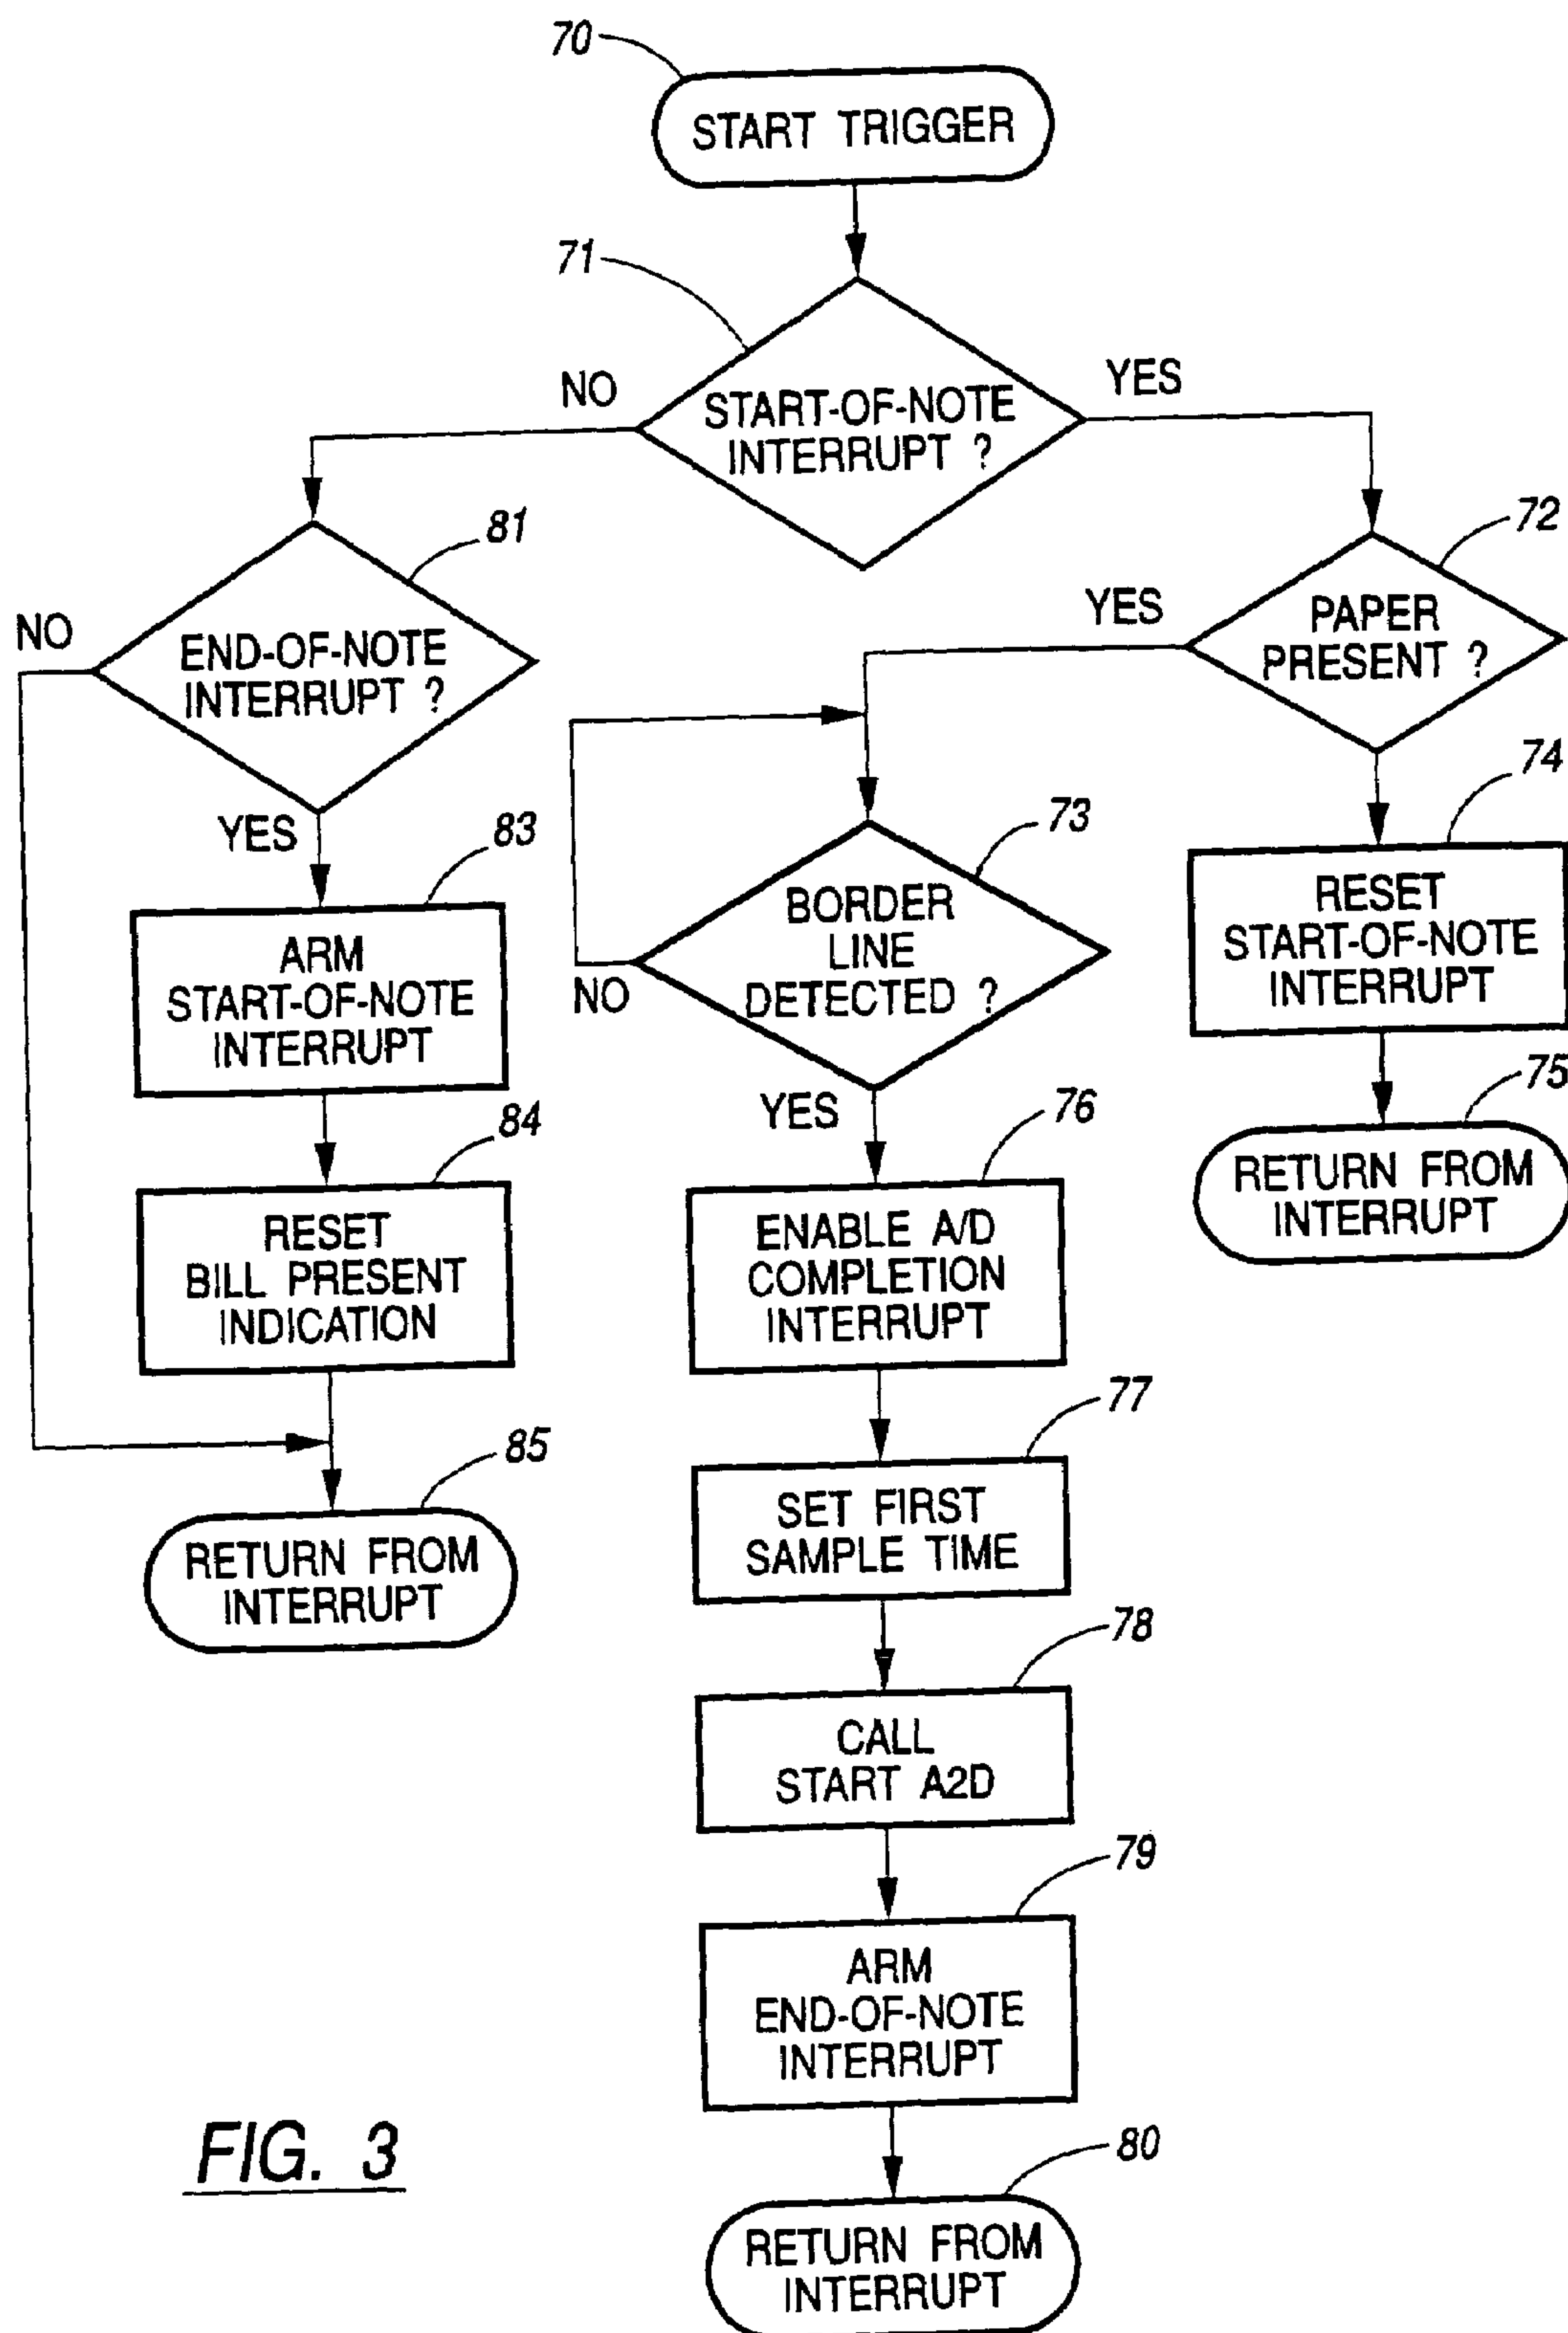 70
START TRIGGER
71
NO
START-OF-NOTE
INTERRUPT ?
YES
81
NO
END-OF-NOTE
INTERRUPT ?
YES
72
YES
PAPER
PRESENT ?
74
RESET
START-OF-NOTE
INTERRUPT
75
RETURN FROM
INTERRUPT
73
BORDER
LINE
DETECTED ?
NO
YES
83
ARM
START-OF-NOTE
INTERRUPT
84
RESET
BILL PRESENT
INDICATION
85
RETURN FROM
INTERRUPT
76
ENABLE A/D
COMPLETION
INTERRUPT
77
SET FIRST
SAMPLE TIME
78
CALL
START A2D
79
ARM
END-OF-NOTE
INTERRUPT
80
RETURN FROM
INTERRUPT
FIG. 3